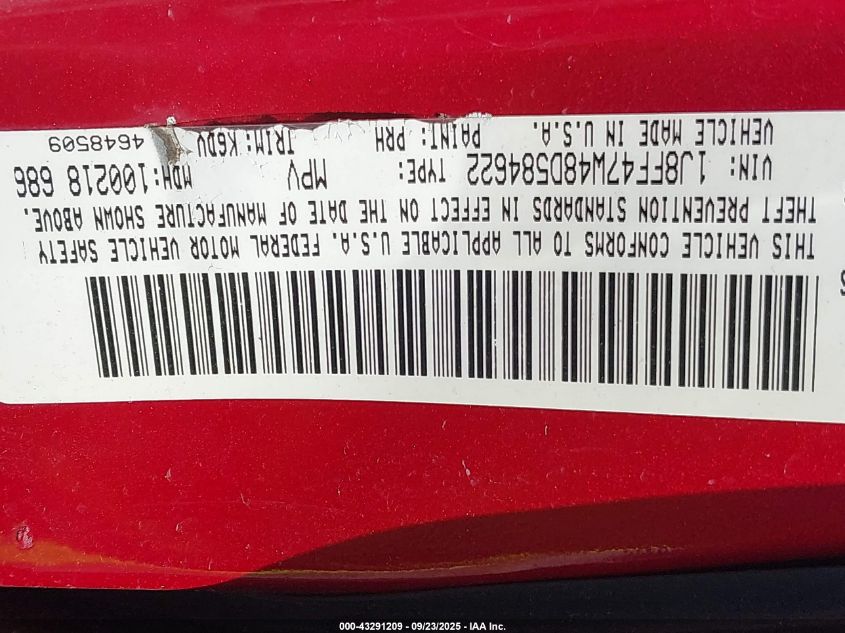 THIS VEHICLE CONFORMS TO ALL APPLICABLE U.S.A. FEDERAL MOTOR VEHICLE SAFETY
THEFT PREVENTION STANDARDS IN EFFECT ON THE DATE OF MANUFACTURE SHOWN ABOVE.
VIN: 1J8FF47W48D584622 TYPE: MPV MDH:100218 686
VEHICLE MADE IN U.S.A. PAINT: PRH TRIM:K6DV 4648509
000-43291209 - 09/23/2025 - IAA Inc.